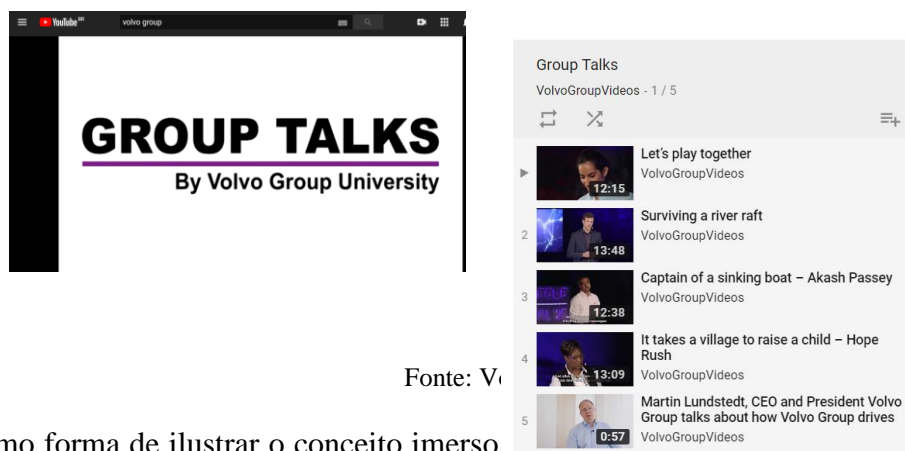 YouTube BR
volvo group
GROUP TALKS
By Volvo Group University
Group Talks
VolvoGroupVideos - 1 / 5
Let's play together
VolvoGroupVideos
12:15
2
Surviving a river raft
VolvoGroupVideos
13:48
3
Captain of a sinking boat – Akash Passey
VolvoGroupVideos
12:38
4
It takes a village to raise a child – Hope
Rush
VolvoGroupVideos
13:09
5
Martin Lundstedt, CEO and President Volvo
Group talks about how Volvo Group drives
VolvoGroupVideos
0:57
Fonte:
forma de ilustrar o conceito imerso